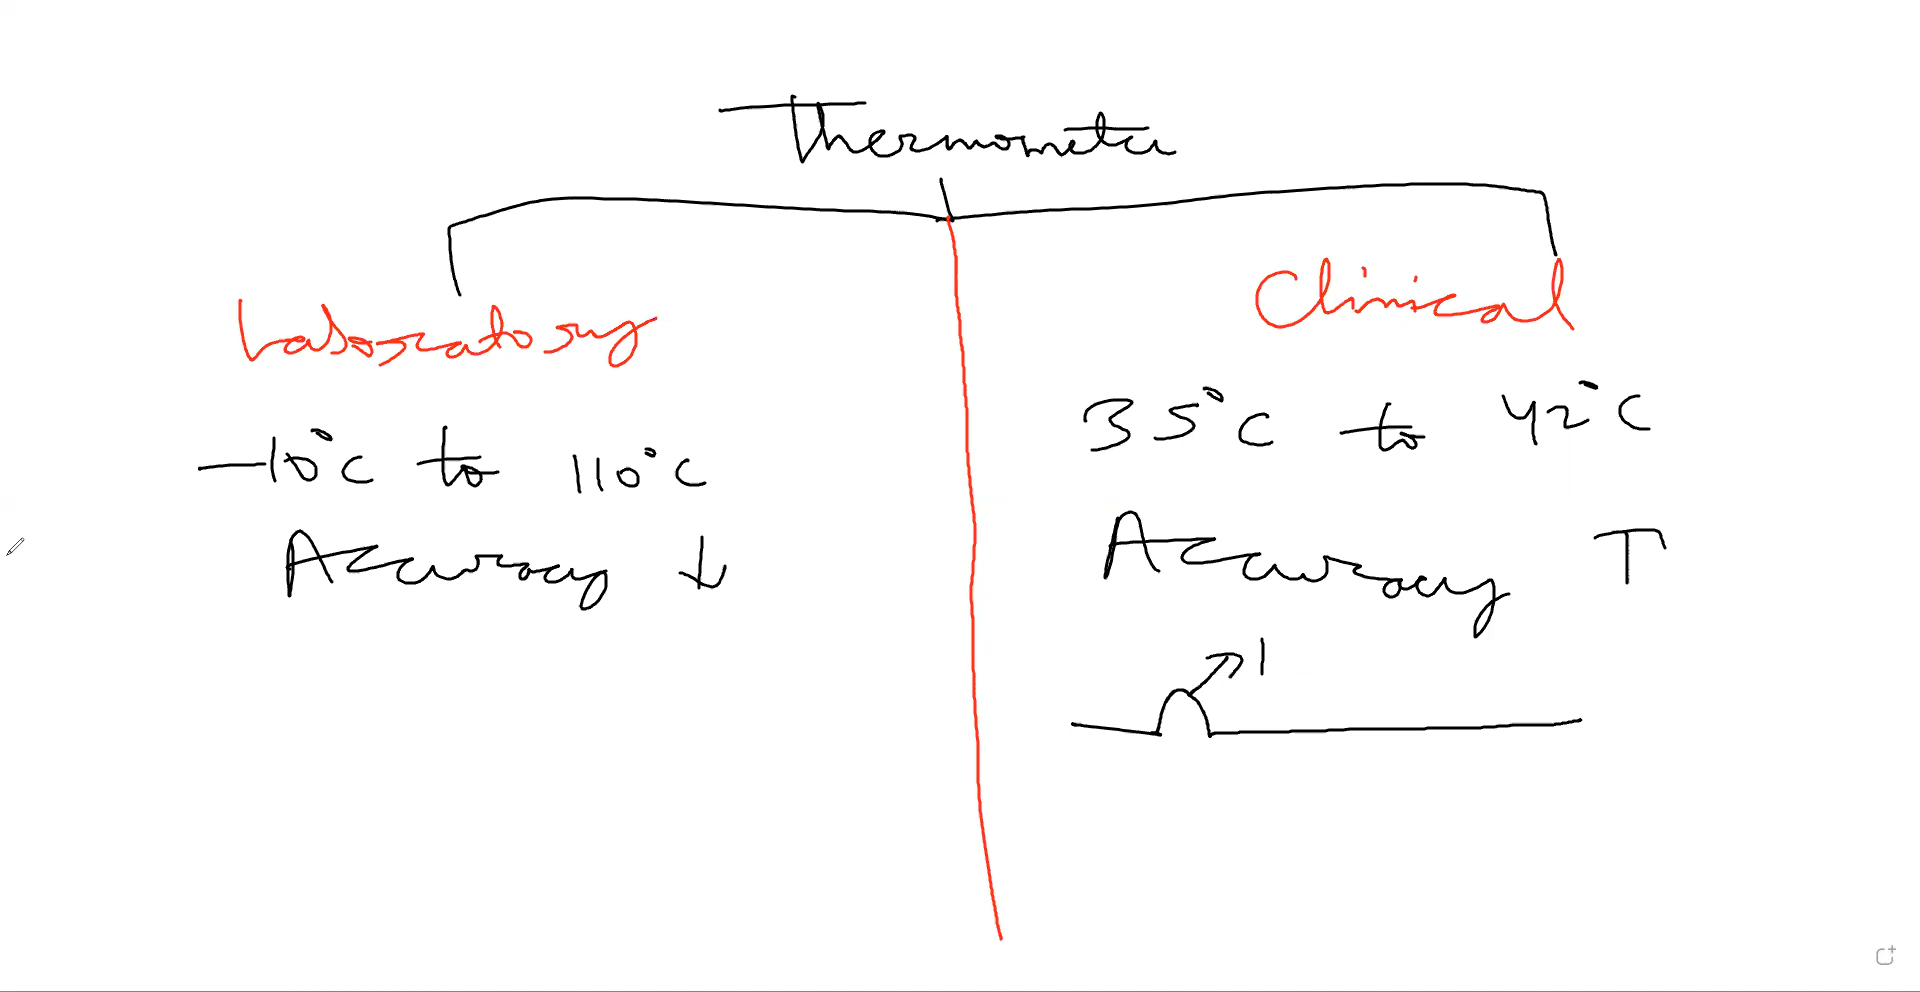 Thermometer
Laboratory
-10°C to 110°C
Accuracy ↓
Clinical
35°C to 42°C
Accuracy ↑